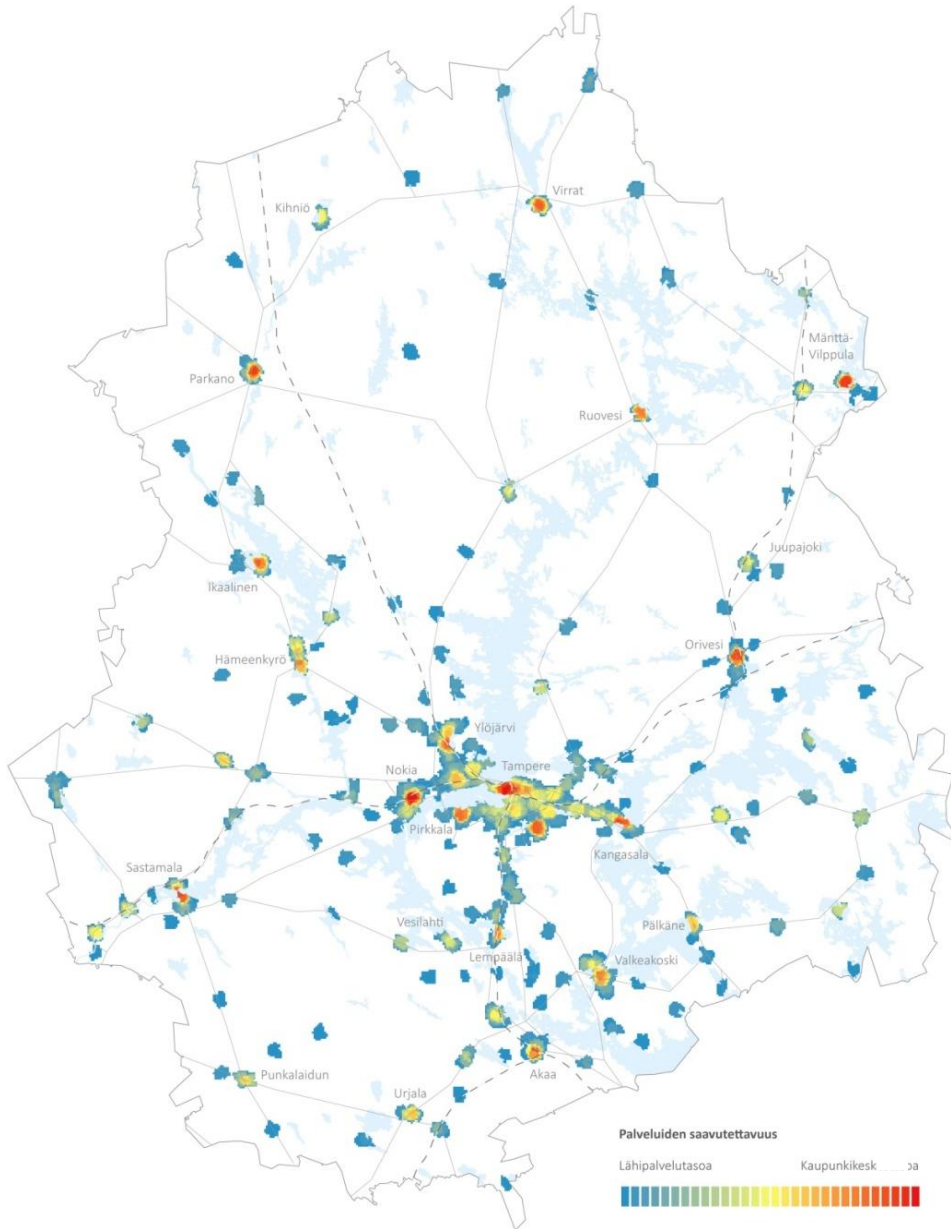 Virrat
Kihniö
Mänttä-
Vilppula
Parkano
Ruovesi
Juupajoki
Ikaalinen
Orivesi
Hämeenkyrö
Ylöjärvi
Nokia
Tampere
Pirkkala
Kangasala
Sastamala
Vesilahti
Pälkäne
Lempäälä
Valkeakoski
Punkalaidun
Akaa
Urjala
Palveluiden saavutettavuus
Lähipalvelutasoa